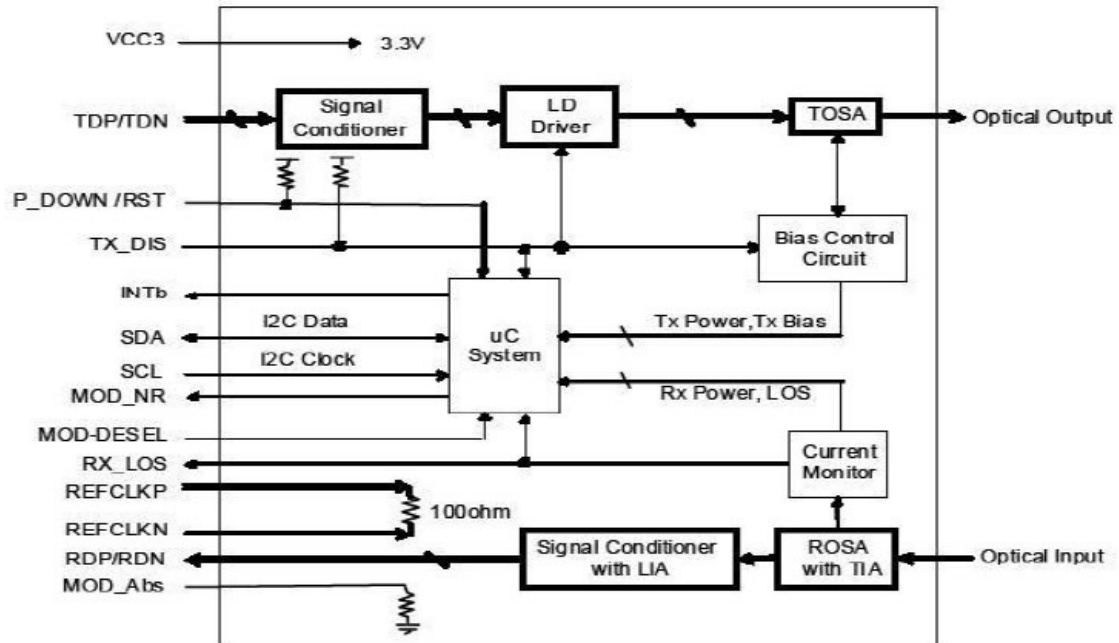 VCC3
3.3V
TDP/TDN
Signal
Conditioner
LD
Driver
TOSA
Optical Output
P_DOWN /RST
TX_DIS
Bias Control
Circuit
INTb
SDA
I2C Data
uC
System
Tx Power,Tx Bias
SCL
I2C Clock
MOD_NR
Rx Power, LOS
MOD-DESEL
RX_LOS
Current
Monitor
REFCLKP
100ohm
REFCLKN
RDP/RDN
Signal Conditioner
with LIA
ROSA
with TIA
Optical Input
MOD_Abs